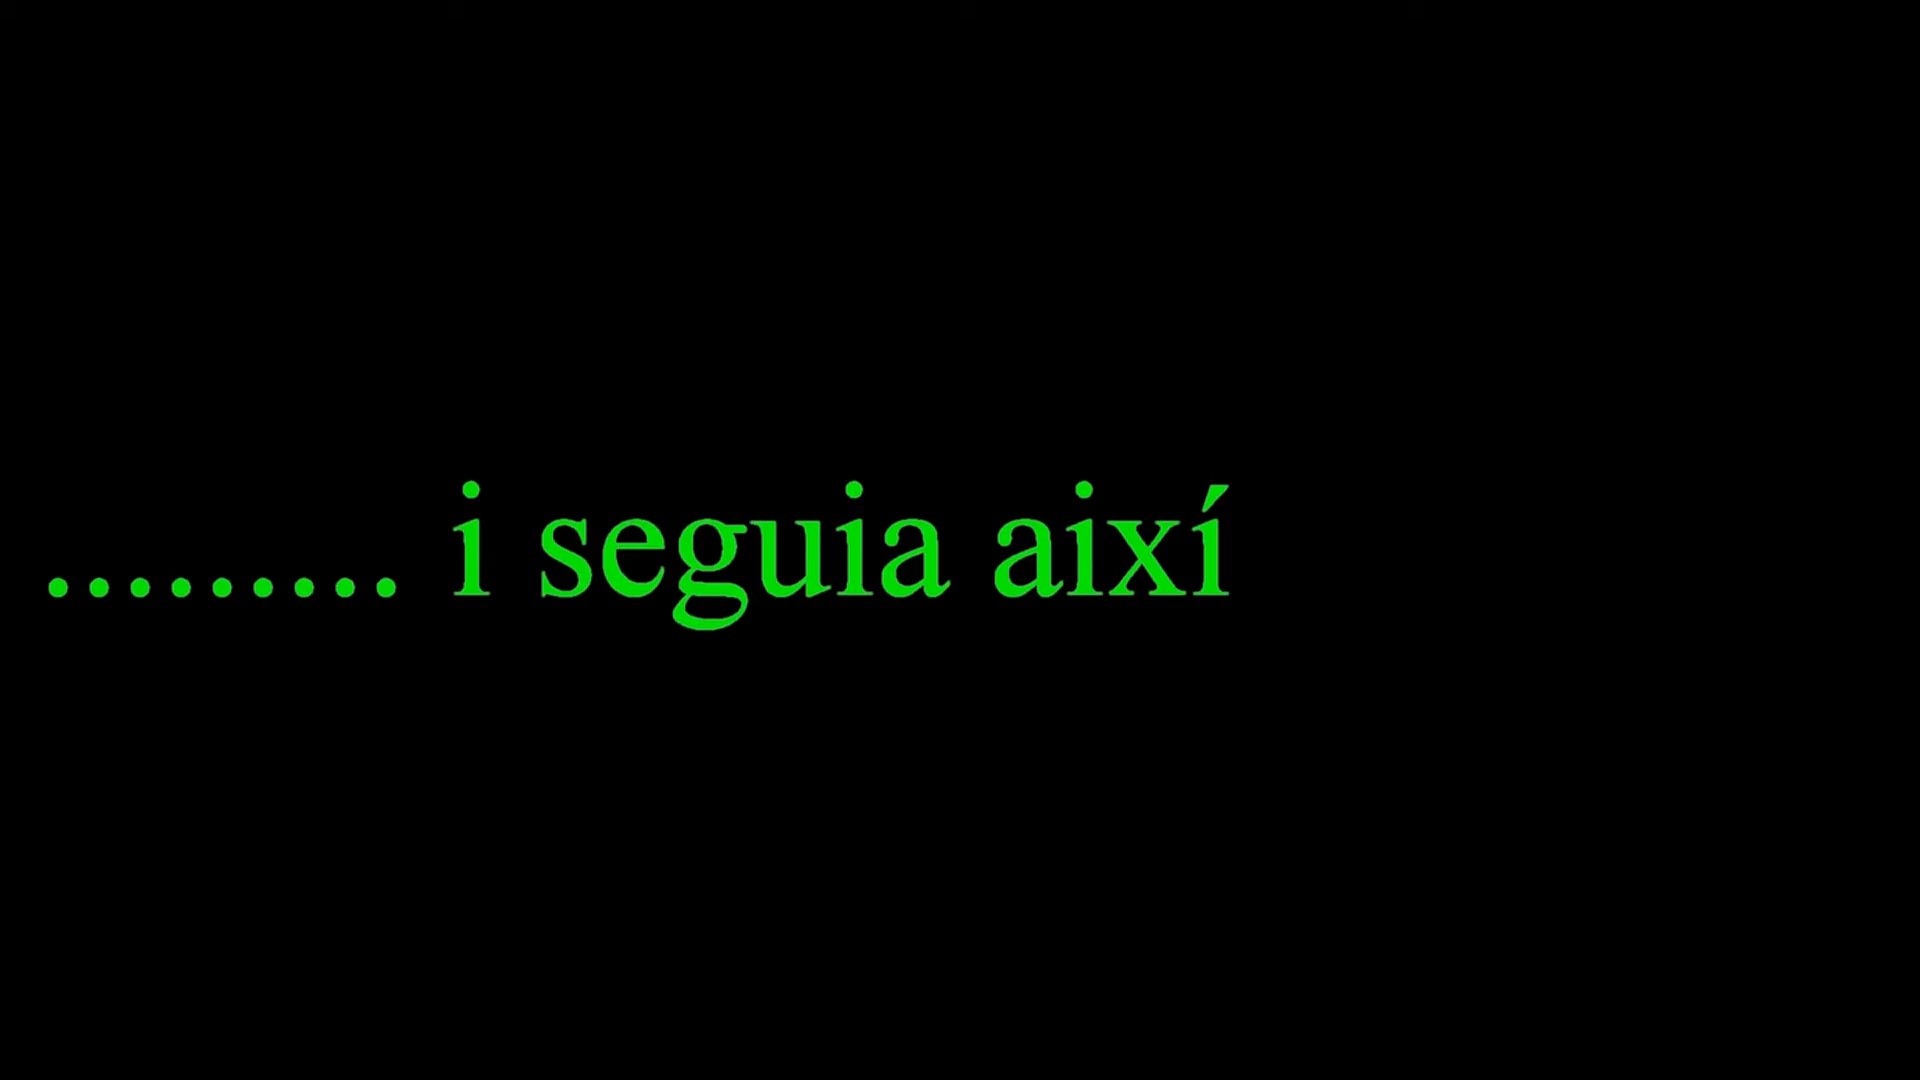 ......... i seguia així